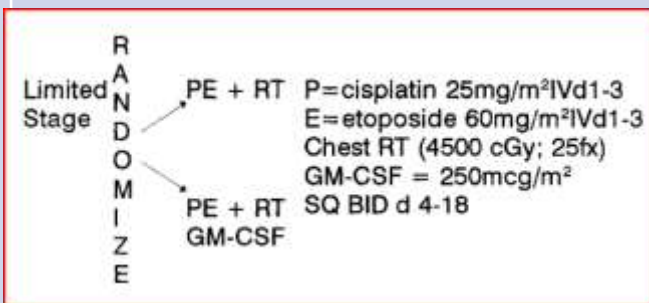 RANDOMIZE
Limited
Stage
PE + RT
PE + RT
GM-CSF
P=cisplatin 25mg/m²IVd1-3
E=etoposide 60mg/m²IVd1-3
Chest RT (4500 cGy; 25fx)
GM-CSF = 250mcg/m²
SQ BID d 4-18